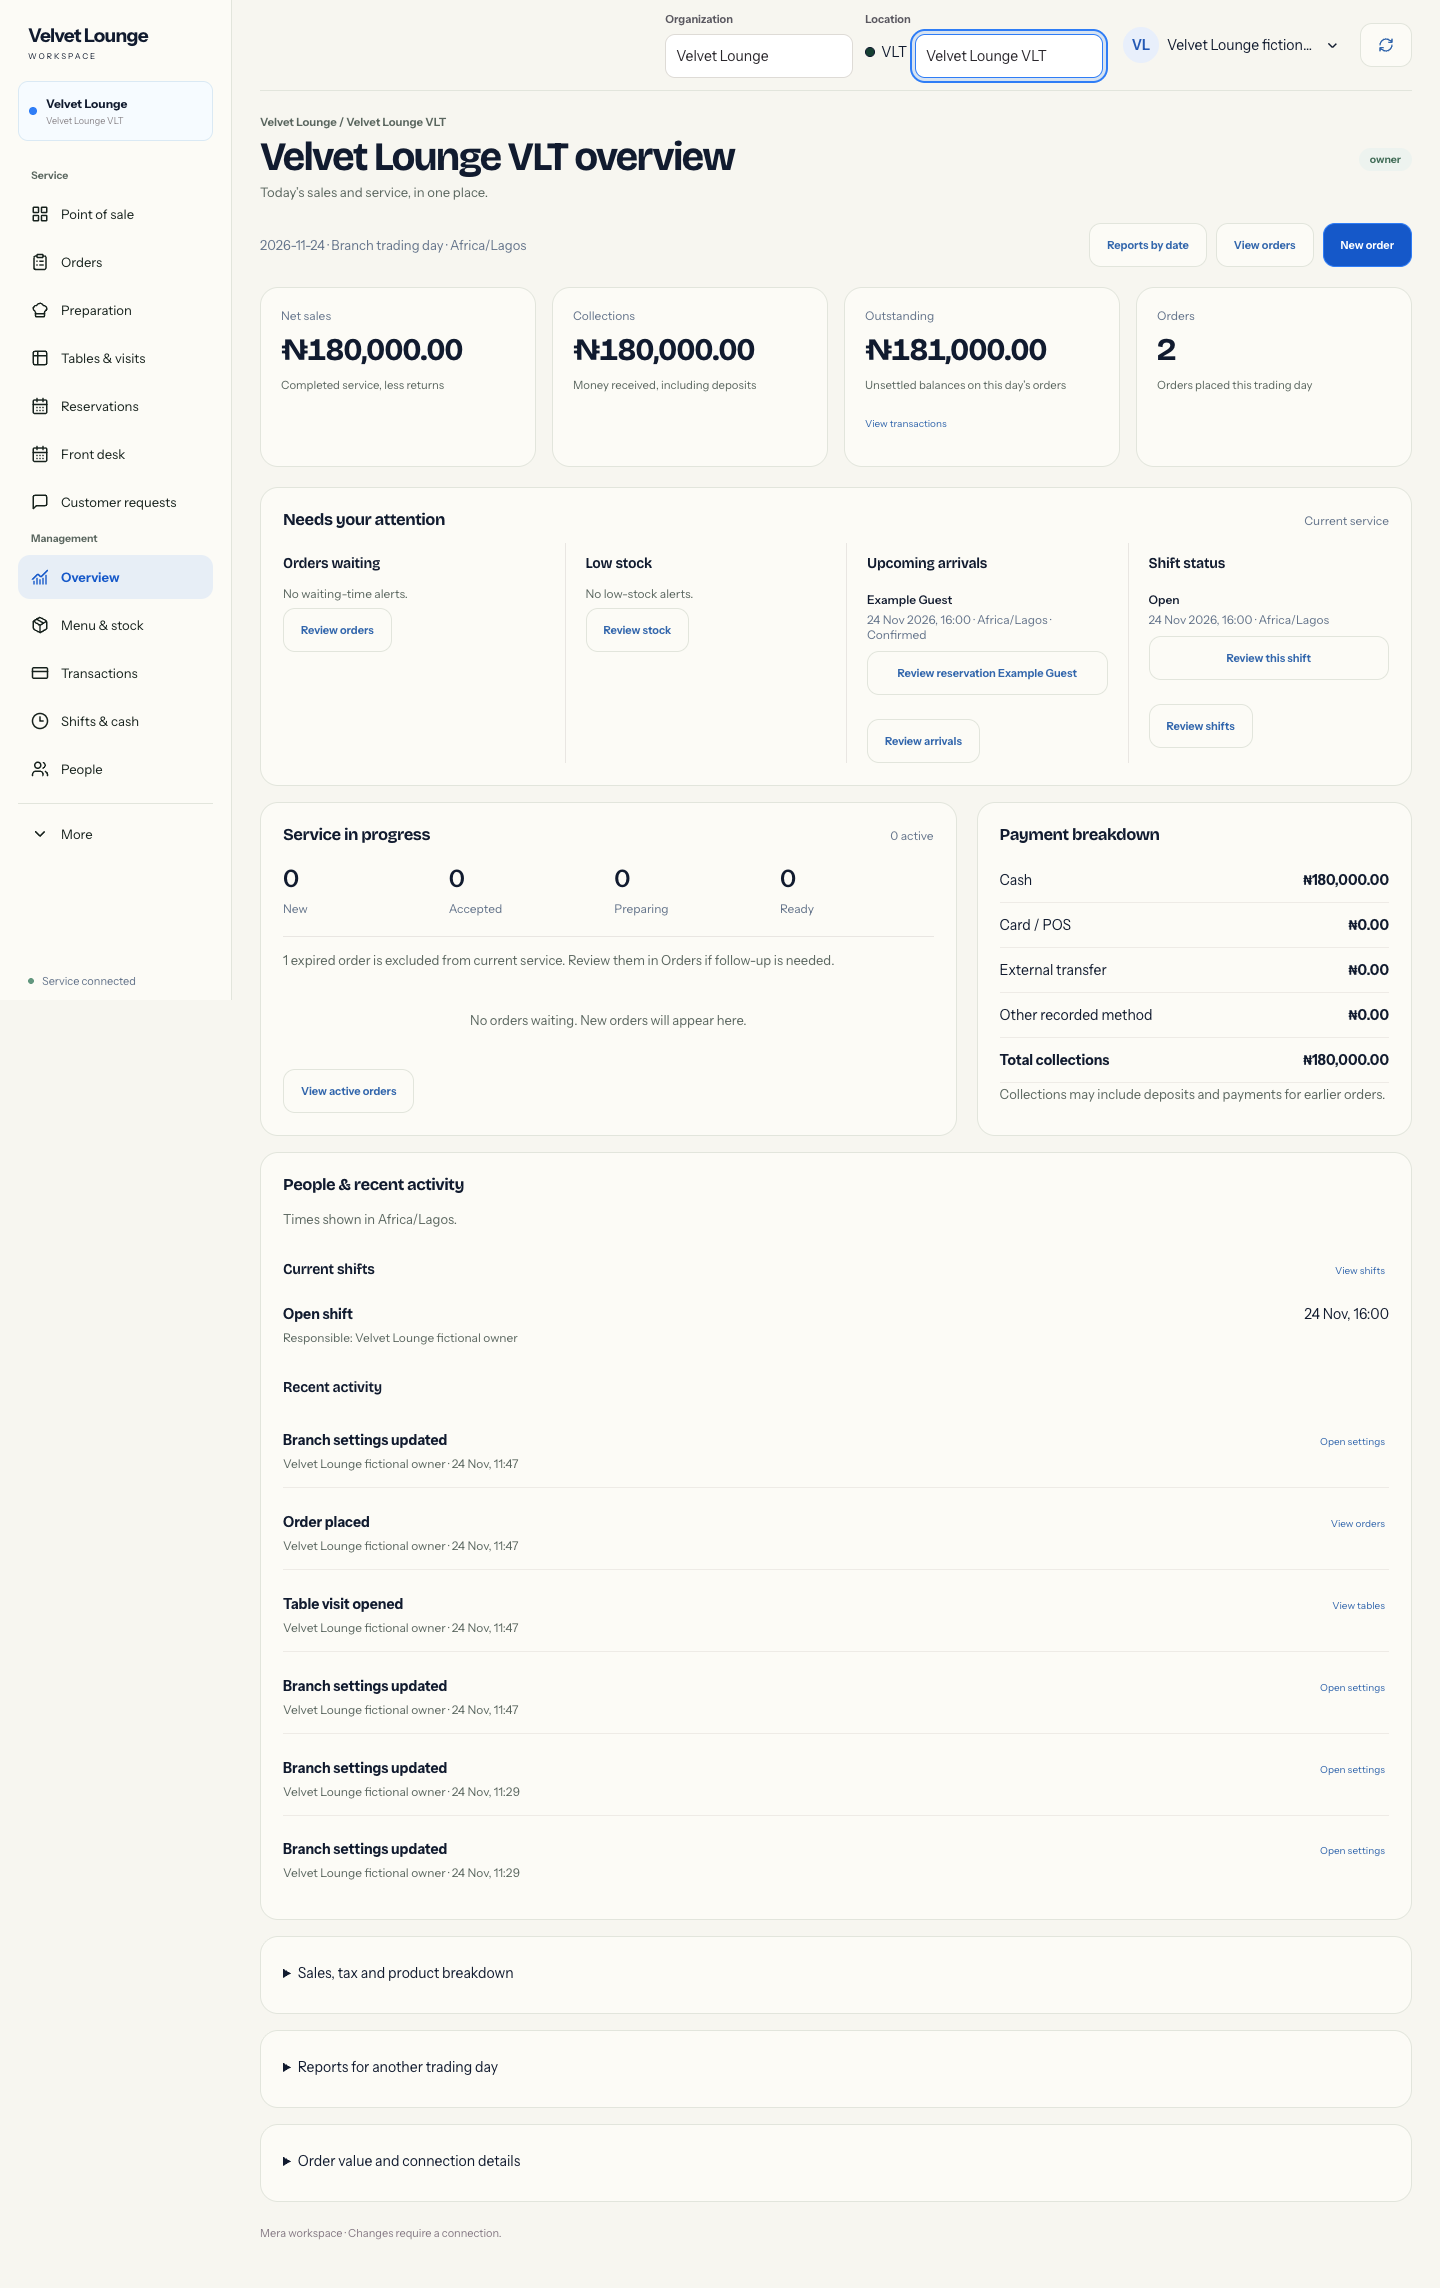 Velvet Lounge
WORKSPACE
Velvet Lounge
Velvet Lounge VLT
Service
Point of sale
Orders
Preparation
Tables & visits
Reservations
Front desk
Customer requests
Management
Overview
Menu & stock
Transactions
Shifts & cash
People
More
Service connected
Organization
Velvet Lounge
Location
VLT
Velvet Lounge VLT
VL
Velvet Lounge fiction...
Velvet Lounge / Velvet Lounge VLT
Velvet Lounge VLT overview
owner
Today's sales and service, in one place.
2026-11-24 · Branch trading day · Africa/Lagos
Reports by date
View orders
New order
Net sales
₦180,000.00
Completed service, less returns
Collections
₦180,000.00
Money received, including deposits
Outstanding
₦181,000.00
Unsettled balances on this day's orders
View transactions
Orders
2
Orders placed this trading day
Needs your attention
Current service
Orders waiting
No waiting-time alerts.
Review orders
Low stock
No low-stock alerts.
Review stock
Upcoming arrivals
Example Guest
24 Nov 2026, 16:00 · Africa/Lagos ·
Confirmed
Review reservation Example Guest
Review arrivals
Shift status
Open
24 Nov 2026, 16:00 · Africa/Lagos
Review this shift
Review shifts
Service in progress
0 active
0
New
0
Accepted
0
Preparing
0
Ready
1 expired order is excluded from current service. Review them in Orders if follow-up is needed.
No orders waiting. New orders will appear here.
View active orders
Payment breakdown
Cash ₦180,000.00
Card / POS ₦0.00
External transfer ₦0.00
Other recorded method ₦0.00
Total collections ₦180,000.00
Collections may include deposits and payments for earlier orders.
People & recent activity
Times shown in Africa/Lagos.
Current shifts
View shifts
Open shift
24 Nov, 16:00
Responsible: Velvet Lounge fictional owner
Recent activity
Branch settings updated
Open settings
Velvet Lounge fictional owner · 24 Nov, 11:47
Order placed
View orders
Velvet Lounge fictional owner · 24 Nov, 11:47
Table visit opened
View tables
Velvet Lounge fictional owner · 24 Nov, 11:47
Branch settings updated
Open settings
Velvet Lounge fictional owner · 24 Nov, 11:47
Branch settings updated
Open settings
Velvet Lounge fictional owner · 24 Nov, 11:29
Branch settings updated
Open settings
Velvet Lounge fictional owner · 24 Nov, 11:29
Sales, tax and product breakdown
Reports for another trading day
Order value and connection details
Mera workspace · Changes require a connection.